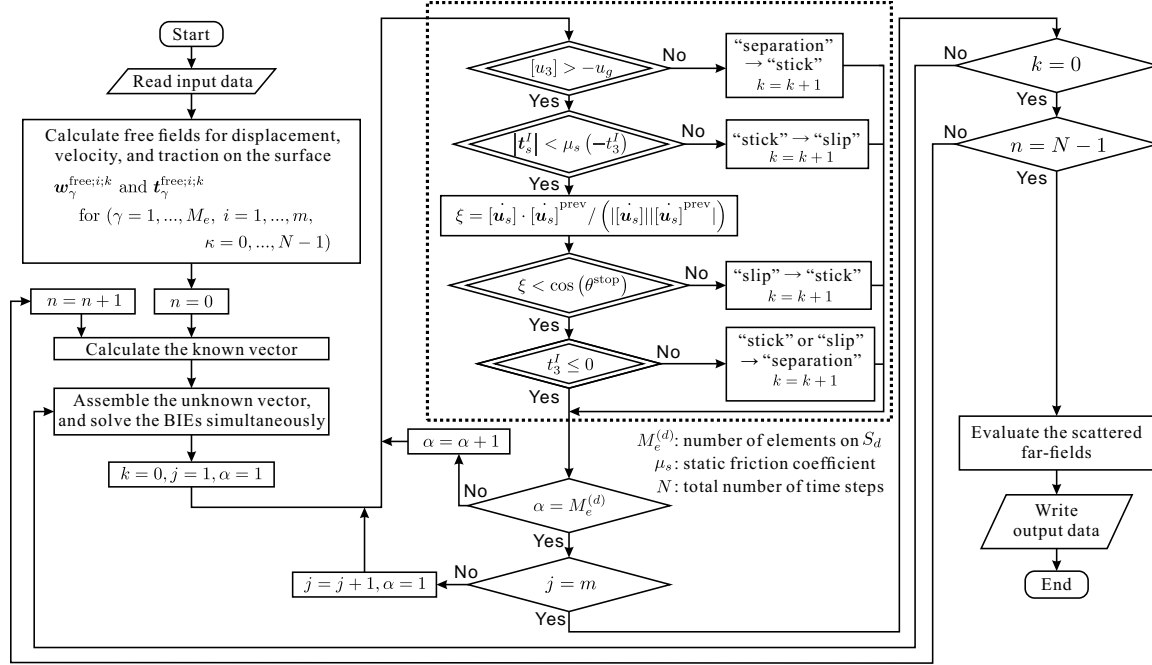 Start
Read input data
Calculate free fields for displacement,
velocity, and traction on the surface
𝒘_γ^{free;i;k} and 𝒕_γ^{free;i;k}
for (γ = 1, ..., M_e, i = 1, ..., m,
κ = 0, ..., N − 1)
n = n + 1
n = 0
Calculate the known vector
Assemble the unknown vector,
and solve the BIEs simultaneously
k = 0, j = 1, α = 1
[u_3] > −u_g
No
"separation"
→ "stick"
k = k + 1
Yes
|𝒕_s^I| < μ_s (−t_3^I)
No
"stick" → "slip"
k = k + 1
Yes
ξ = [𝒖̇_s] · [𝒖̇_s]^{prev} / (|[𝒖̇_s]||[𝒖̇_s]^{prev}|)
ξ < cos (θ^{stop})
No
"slip" → "stick"
k = k + 1
Yes
t_3^I ≤ 0
No
"stick" or "slip"
→ "separation"
k = k + 1
Yes
α = α + 1
No
α = M_e^{(d)}
Yes
j = j + 1, α = 1
No
j = m
Yes
M_e^{(d)}: number of elements on S_d
μ_s: static friction coefficient
N: total number of time steps
No
k = 0
Yes
No
n = N − 1
Yes
Evaluate the scattered
far-fields
Write
output data
End